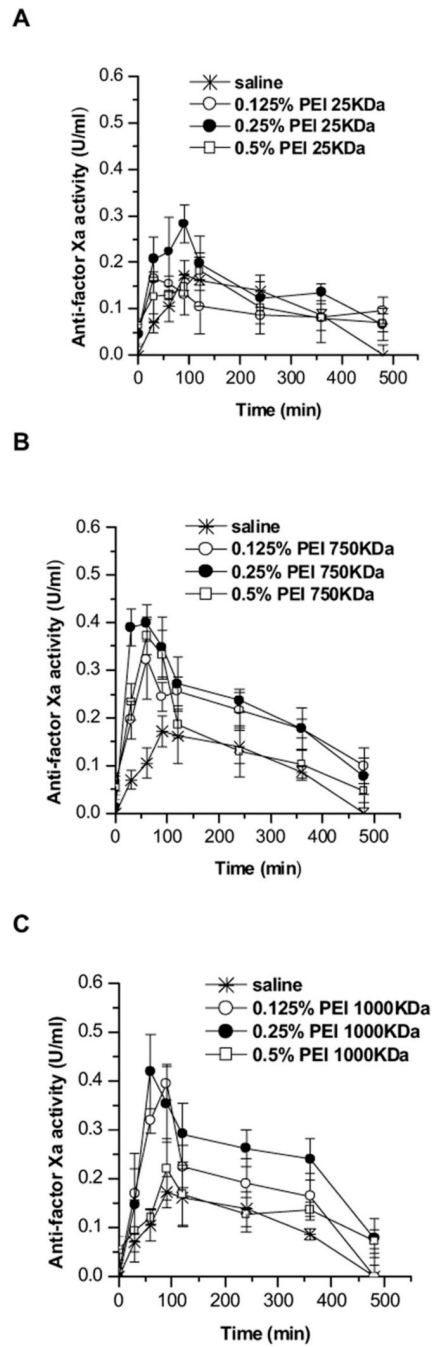 A
saline
0.125% PEI 25KDa
0.25% PEI 25KDa
0.5% PEI 25KDa
Anti-factor Xa activity (U/ml)
0.6
0.5
0.4
0.3
0.2
0.1
0.0
0 100 200 300 400 500
Time (min)
B
saline
0.125% PEI 750KDa
0.25% PEI 750KDa
0.5% PEI 750KDa
Anti-factor Xa activity (U/ml)
0.6
0.5
0.4
0.3
0.2
0.1
0.0
0 100 200 300 400 500
Time (min)
C
saline
0.125% PEI 1000KDa
0.25% PEI 1000KDa
0.5% PEI 1000KDa
Anti-factor Xa activity (U/ml)
0.6
0.5
0.4
0.3
0.2
0.1
0.0
0 100 200 300 400 500
Time (min)